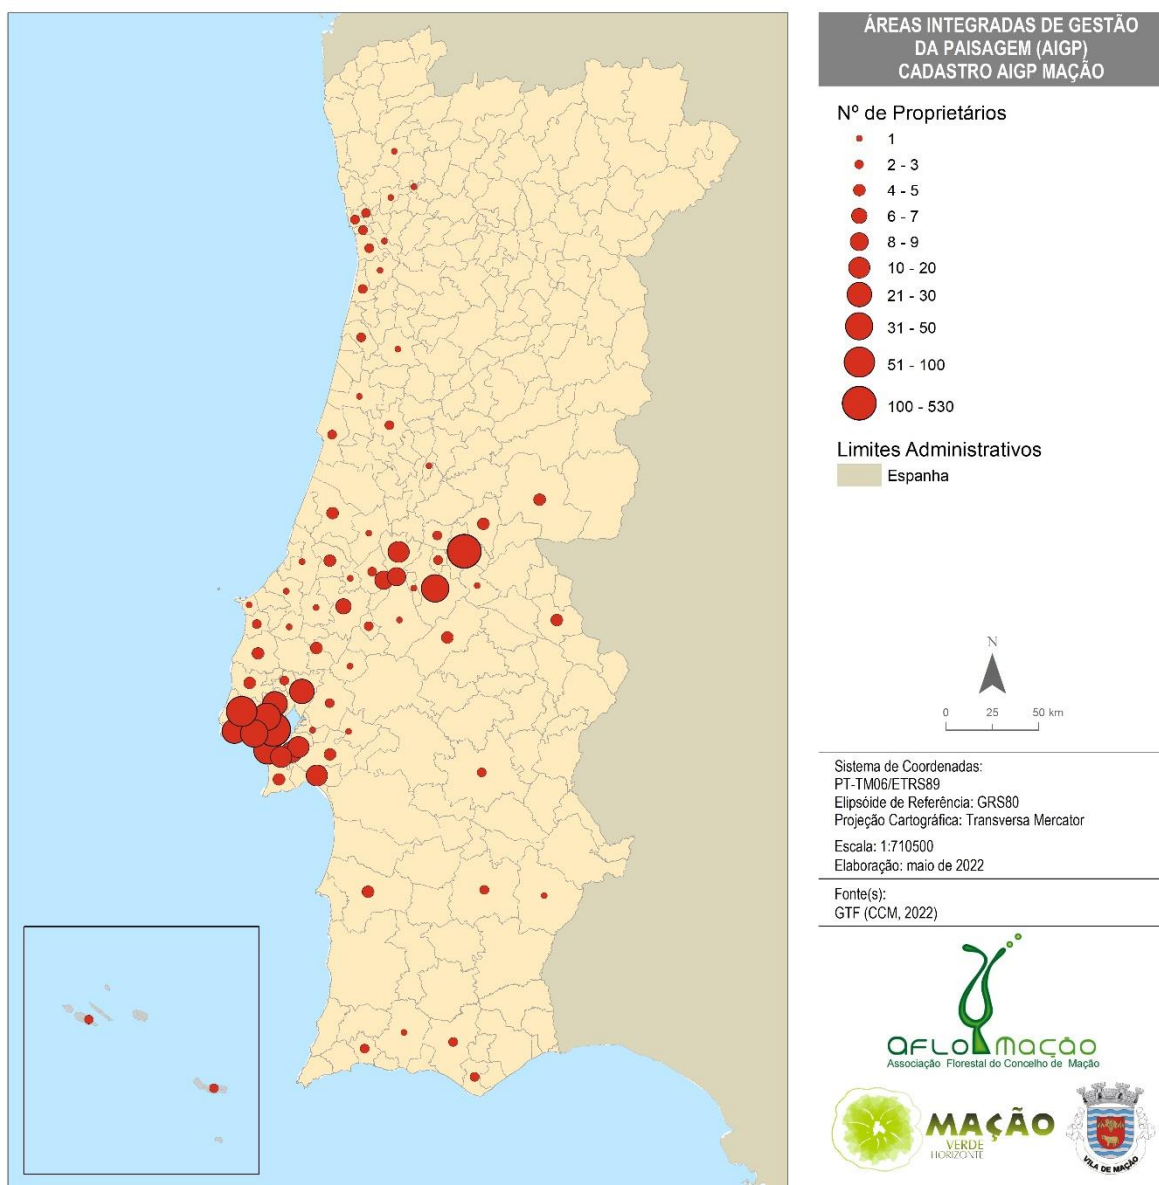 ÁREAS INTEGRADAS DE GESTÃO
DA PAISAGEM (AIGP)
CADASTRO AIGP MAÇÃO
Nº de Proprietários
1
2 - 3
4 - 5
6 - 7
8 - 9
10 - 20
21 - 30
31 - 50
51 - 100
100 - 530
Limites Administrativos
Espanha
N
0 25 50 km
Sistema de Coordenadas:
PT-TM06/ETRS89
Elipsóide de Referência: GRS80
Projeção Cartográfica: Transversa Mercator
Escala: 1:710500
Elaboração: maio de 2022
Fonte(s):
GTF (CCM, 2022)
aflomação
Associação Florestal do Concelho de Mação
MAÇÃO
VERDE
HORIZONTE
VILA DE MAÇÃO